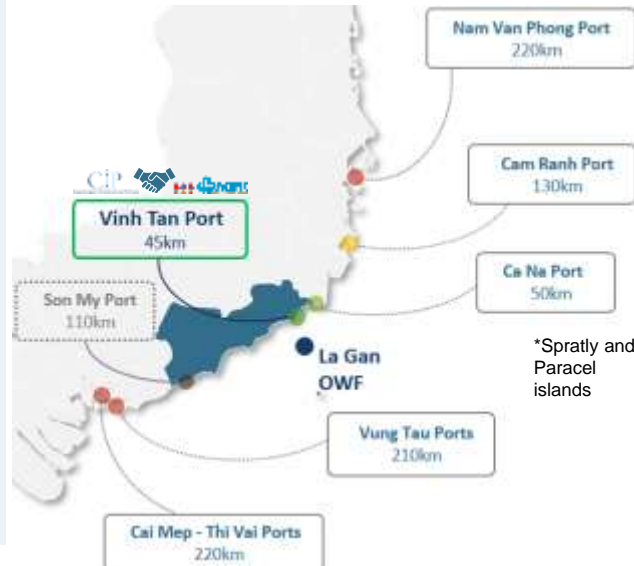 Nam Van Phong Port
220km
CIP
Cam Ranh Port
130km
Vinh Tan Port
45km
Ca Na Port
50km
Son My Port
110km
La Gan
OWF
*Spratly and
Paracel
islands
Vung Tau Ports
210km
Cai Mep - Thi Vai Ports
220km